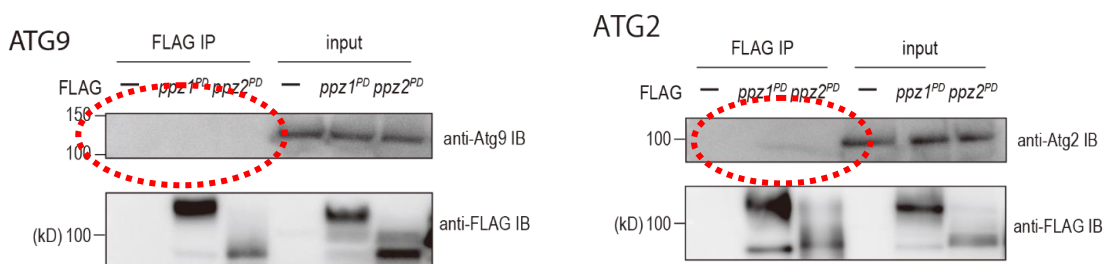 ATG9
FLAG IP
input
FLAG
–
ppz1PD
ppz2PD
ppz1PD
ppz2PD
150
100
anti-Atg9 IB
(kD)
100
anti-FLAG IB
ATG2
FLAG IP
input
FLAG
–
ppz1PD
ppz2PD
–
ppz1PD
ppz2PD
100
anti-Atg2 IB
(kD)
100
anti-FLAG IB